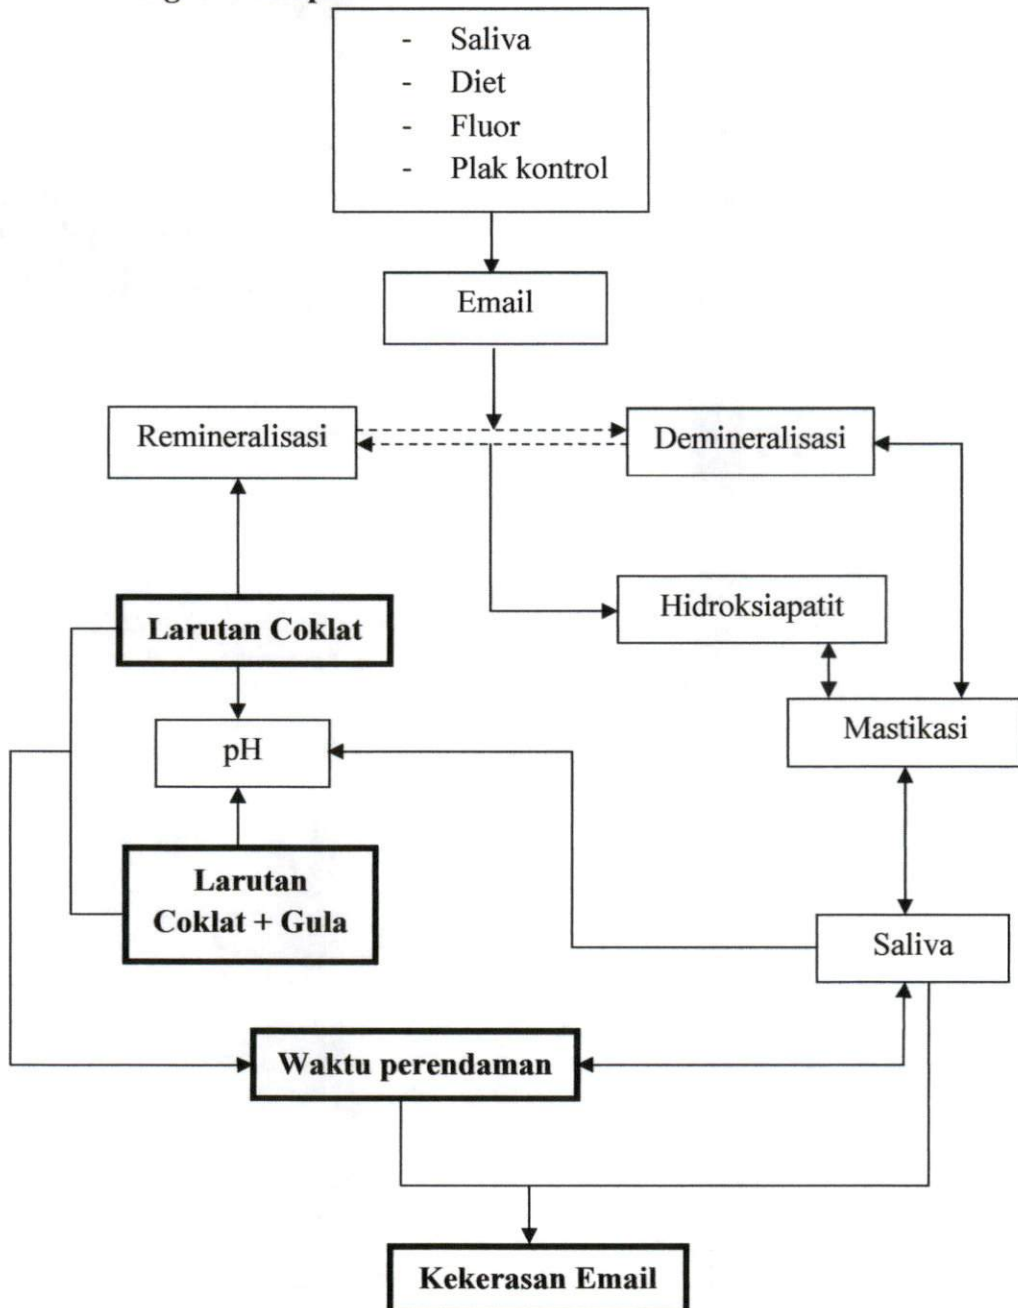 - Saliva
- Diet
- Fluor
- Plak kontrol
Email
Remineralisasi
Demineralisasi
Hidroksiapatit
Larutan Coklat
Mastikasi
pH
Larutan
Coklat + Gula
Saliva
Waktu perendaman
Kekerasan Email